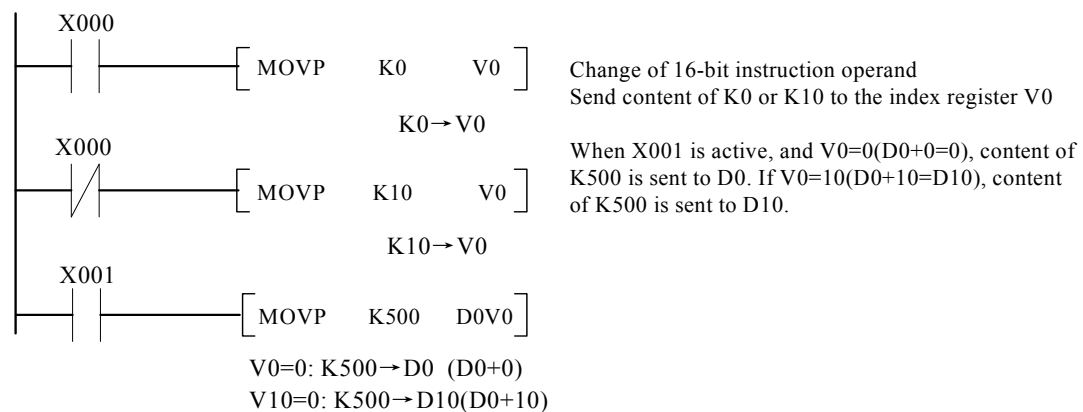 X000
MOVP K0 V0
K0→V0
X000
MOVP K10 V0
K10→V0
X001
MOVP K500 D0V0
V0=0: K500→D0 (D0+0)
V10=0: K500→D10(D0+10)
Change of 16-bit instruction operand
Send content of K0 or K10 to the index register V0
When X001 is active, and V0=0(D0+0=0), content of
K500 is sent to D0. If V0=10(D0+10=D10), content
of K500 is sent to D10.